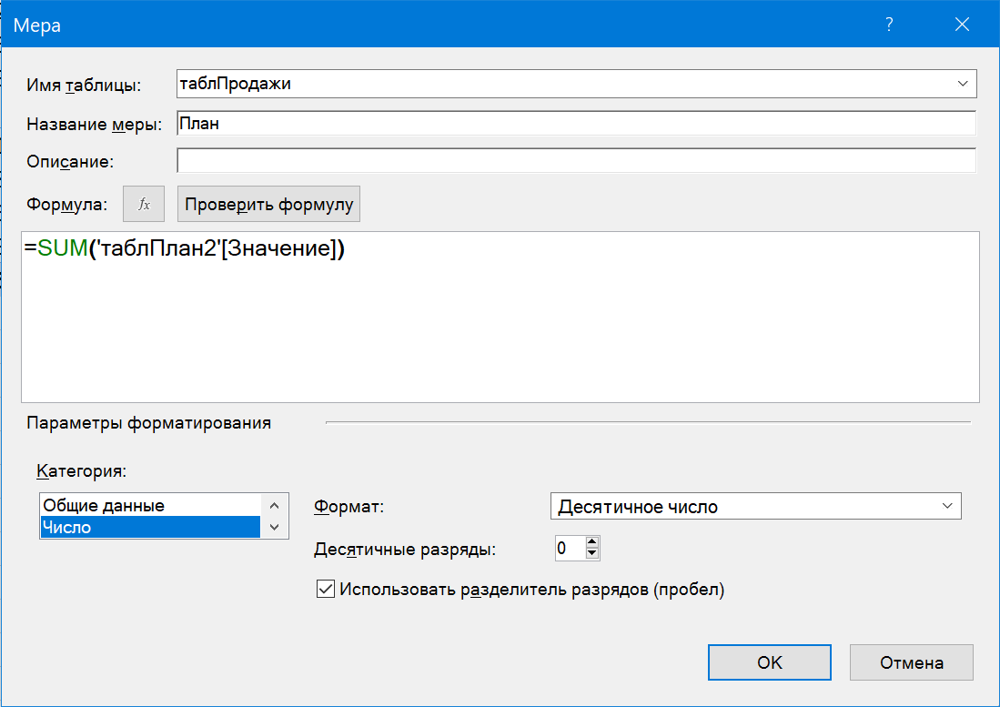 Мера ?
Имя таблицы: таблПродажи
Название меры: План
Описание:
Формула: fx Проверить формулу
=SUM('таблПлан2'[Значение])
Параметры форматирования
Категория:
Общие данные
Число
Формат: Десятичное число
Десятичные разряды: 0
Использовать разделитель разрядов (пробел)
OK Отмена